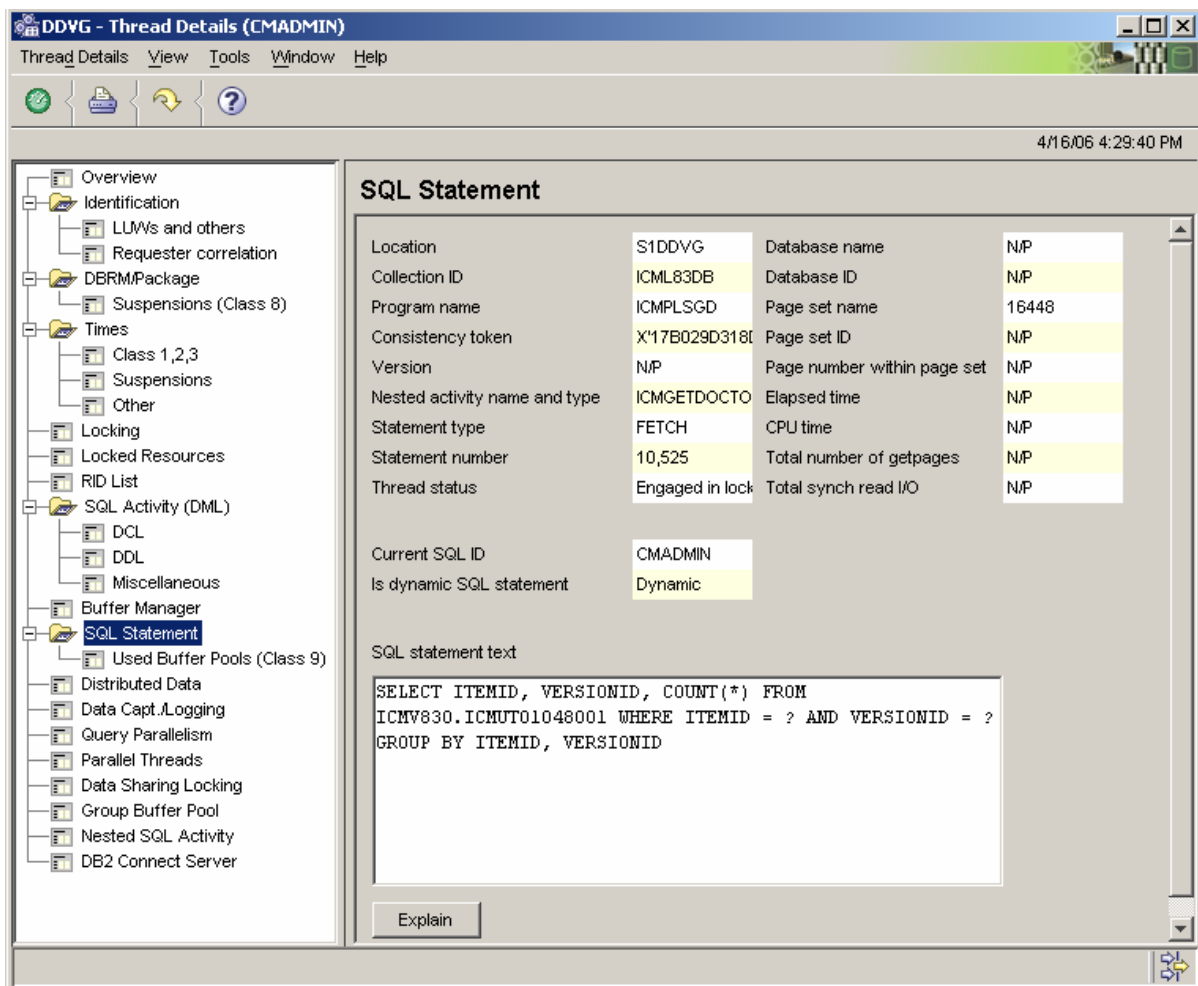 DDVG - Thread Details (CMADMIN)
Thread Details View Tools Window Help
4/16/06 4:29:40 PM
Overview
Identification
LUWs and others
Requester correlation
DBRM/Package
Suspensions (Class 8)
Times
Class 1,2,3
Suspensions
Other
Locking
Locked Resources
RID List
SQL Activity (DML)
DCL
DDL
Miscellaneous
Buffer Manager
SQL Statement
Used Buffer Pools (Class 9)
Distributed Data
Data Capt./Logging
Query Parallelism
Parallel Threads
Data Sharing Locking
Group Buffer Pool
Nested SQL Activity
DB2 Connect Server
SQL Statement
Location S1DDVG Database name N/P
Collection ID ICML83DB Database ID N/P
Program name ICMPLSGD Page set name 16448
Consistency token X'17B029D318D Page set ID N/P
Version N/P Page number within page set N/P
Nested activity name and type ICMGETDOCTO Elapsed time N/P
Statement type FETCH CPU time N/P
Statement number 10,525 Total number of getpages N/P
Thread status Engaged in lock Total synch read I/O N/P
Current SQL ID CMADMIN
Is dynamic SQL statement Dynamic
SQL statement text
SELECT ITEMID, VERSIONID, COUNT(*) FROM
ICMV830.ICMUT01048001 WHERE ITEMID = ? AND VERSIONID = ?
GROUP BY ITEMID, VERSIONID
Explain